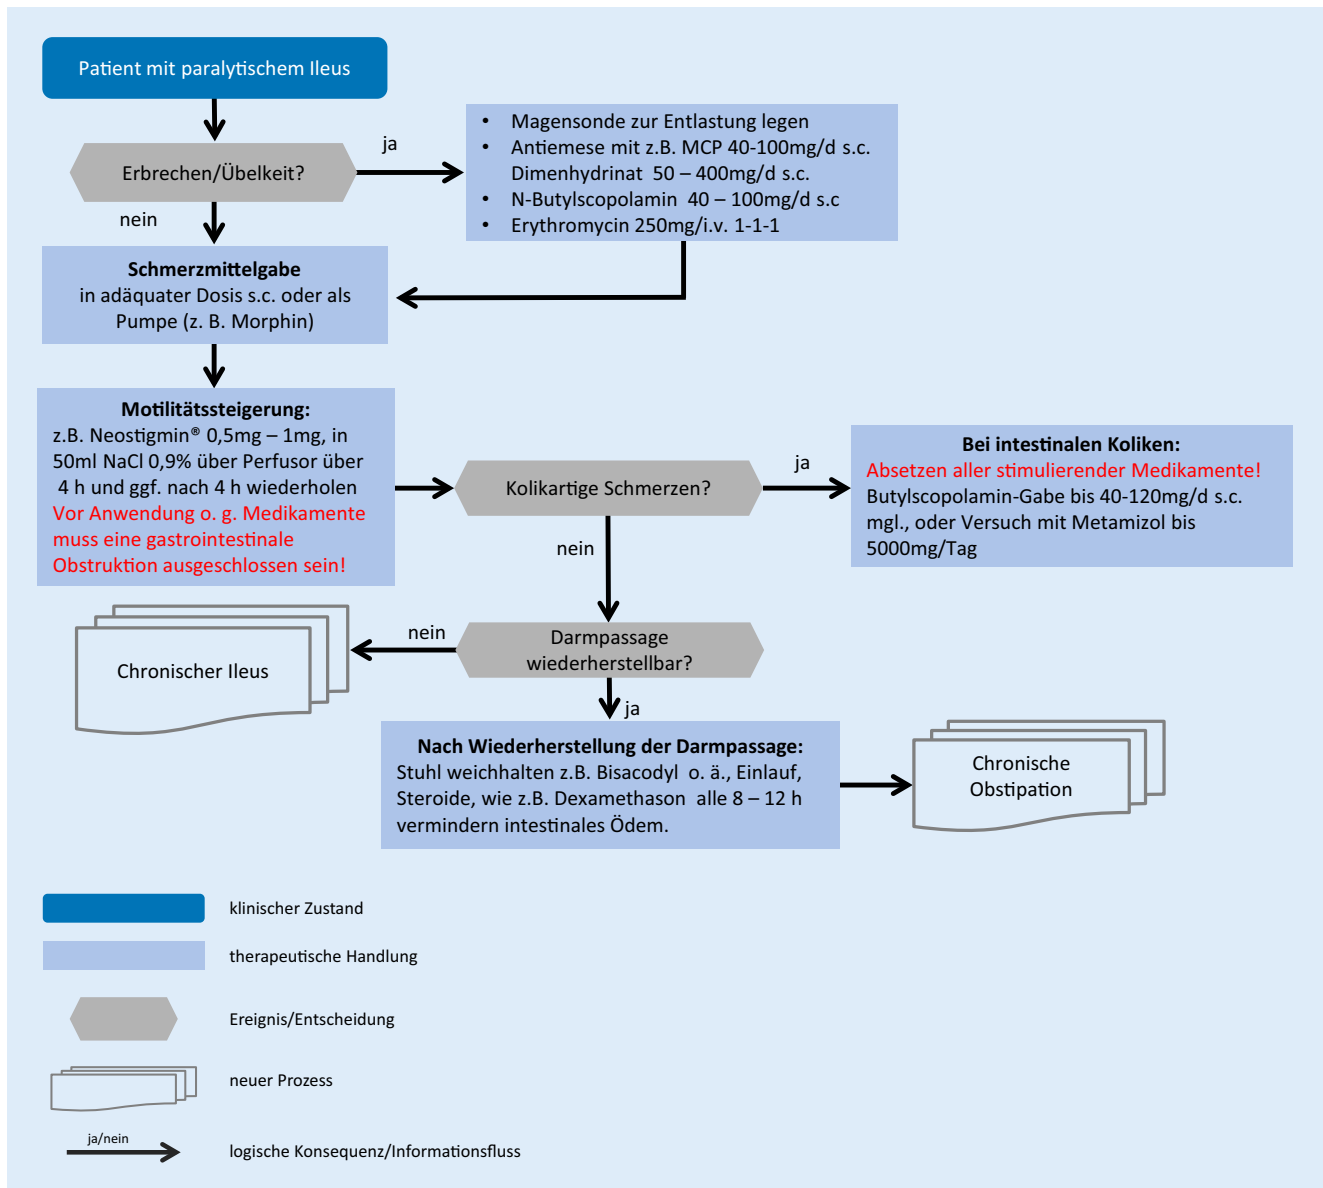 Patient mit paralytischem Ileus
ja
Erbrechen/Übelkeit?
nein
• Magensonde zur Entlastung legen
• Antiemese mit z.B. MCP 40-100mg/d s.c.
Dimenhydrinat 50 – 400mg/d s.c.
• N-Butylscopolamin 40 – 100mg/d s.c
• Erythromycin 250mg/i.v. 1-1-1
Schmerzmittelgabe
in adäquater Dosis s.c. oder als
Pumpe (z. B. Morphin)
Motilitätssteigerung:
z.B. Neostigmin® 0,5mg – 1mg, in
50ml NaCl 0,9% über Perfusor über
4 h und ggf. nach 4 h wiederholen
Vor Anwendung o. g. Medikamente
muss eine gastrointestinale
Obstruktion ausgeschlossen sein!
Kolikartige Schmerzen?
ja
nein
Bei intestinalen Koliken:
Absetzen aller stimulierender Medikamente!
Butylscopolamin-Gabe bis 40-120mg/d s.c.
mgl., oder Versuch mit Metamizol bis
5000mg/Tag
Darmpassage
wiederherstellbar?
nein
Chronischer Ileus
ja
Nach Wiederherstellung der Darmpassage:
Stuhl weichhalten z.B. Bisacodyl o. ä., Einlauf,
Steroide, wie z.B. Dexamethason alle 8 – 12 h
vermindern intestinales Ödem.
Chronische
Obstipation
klinischer Zustand
therapeutische Handlung
Ereignis/Entscheidung
neuer Prozess
ja/nein
logische Konsequenz/Informationsfluss